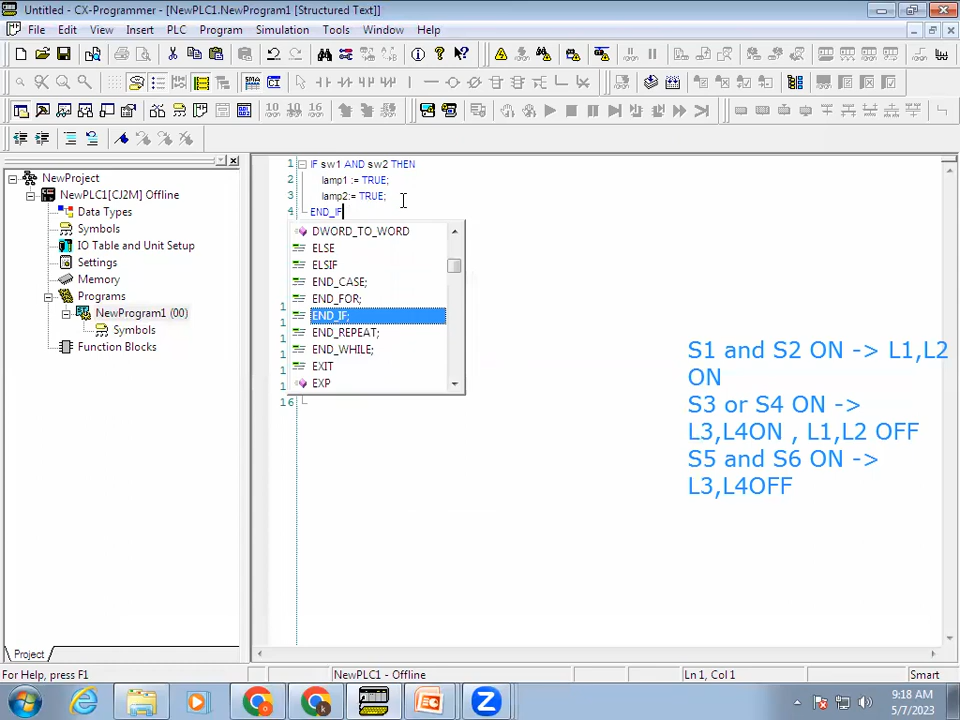 Untitled - CX-Programmer - [NewPLC1.NewProgram1 [Structured Text]]
File Edit View Insert PLC Program Simulation Tools Window Help
NewProject
NewPLC1[CJ2M] Offline
Data Types
Symbols
IO Table and Unit Setup
Settings
Memory
Programs
NewProgram1 (00)
Symbols
Function Blocks
Project
1 IF sw1 AND sw2 THEN
2 lamp1 := TRUE;
3 lamp2:= TRUE;
4 END_IF
DWORD_TO_WORD
ELSE
ELSIF
END_CASE;
END_FOR;
END_IF;
END_REPEAT;
END_WHILE;
EXIT
EXP
16
S1 and S2 ON -> L1,L2
ON
S3 or S4 ON ->
L3,L4ON , L1,L2 OFF
S5 and S6 ON ->
L3,L4OFF
For Help, press F1
NewPLC1 - Offline
Ln 1, Col 1
Smart
9:18 AM
5/7/2023